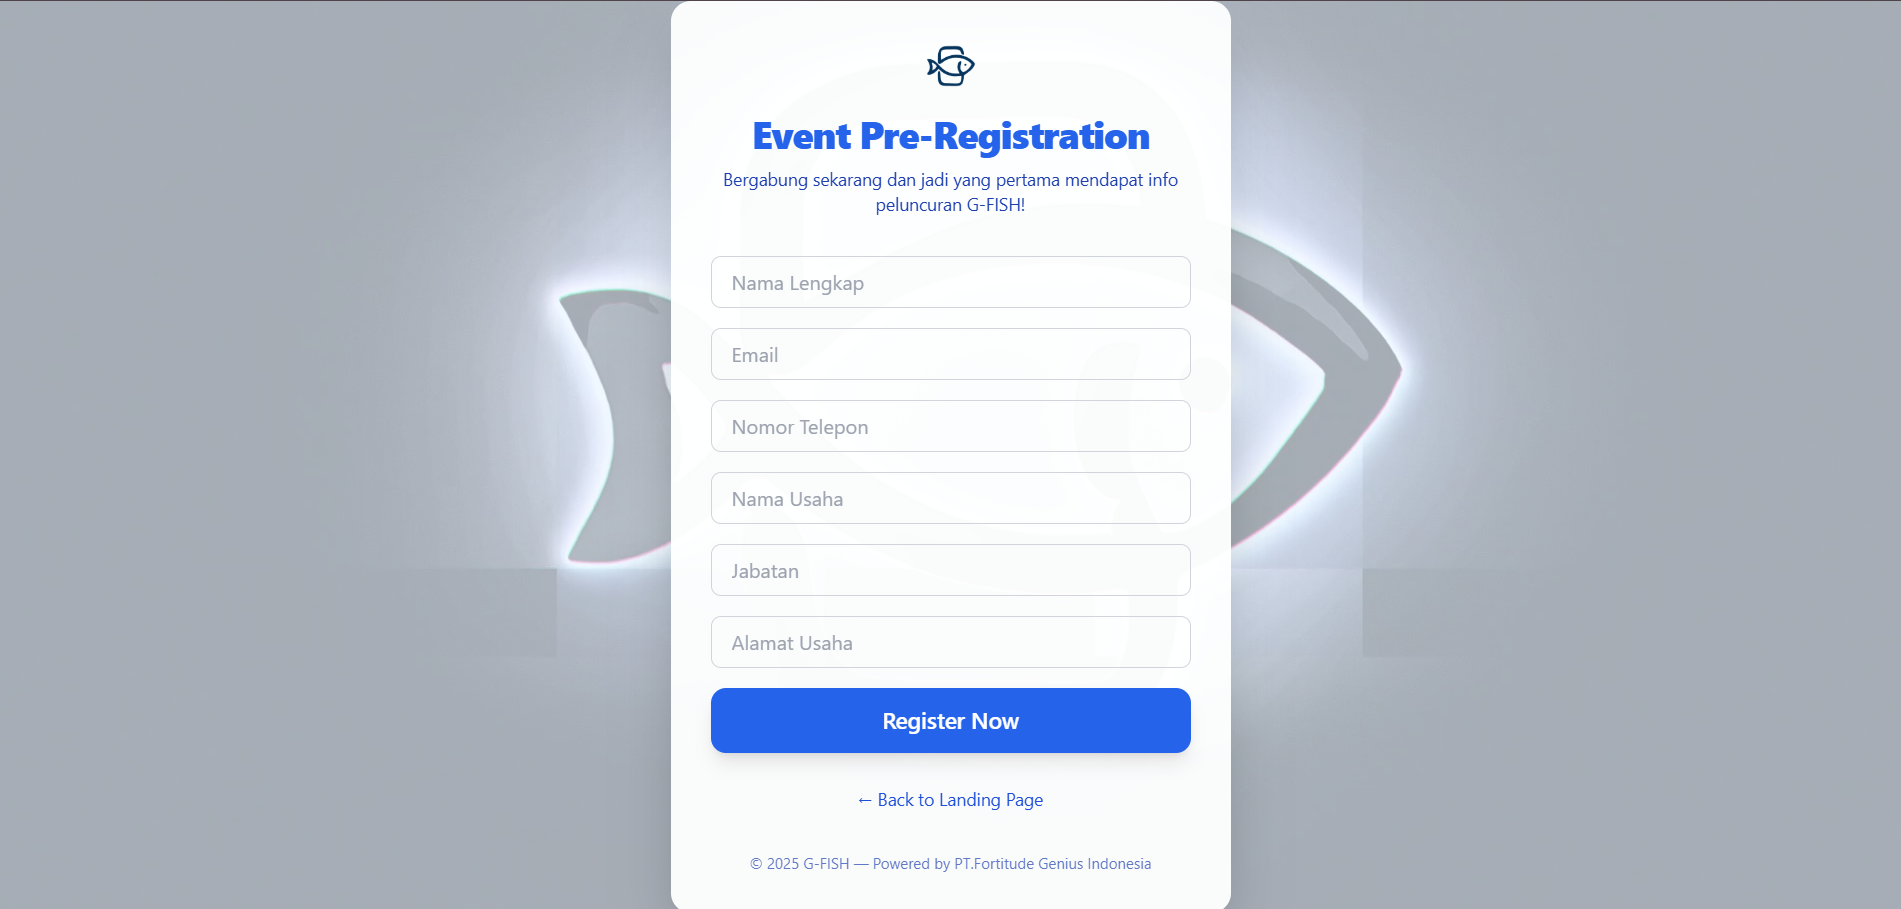 Event Pre-Registration
Bergabung sekarang dan jadi yang pertama mendapat info
peluncuran G-FISH!
Nama Lengkap
Email
Nomor Telepon
Nama Usaha
Jabatan
Alamat Usaha
Register Now
← Back to Landing Page
© 2025 G-FISH — Powered by PT.Fortitude Genius Indonesia